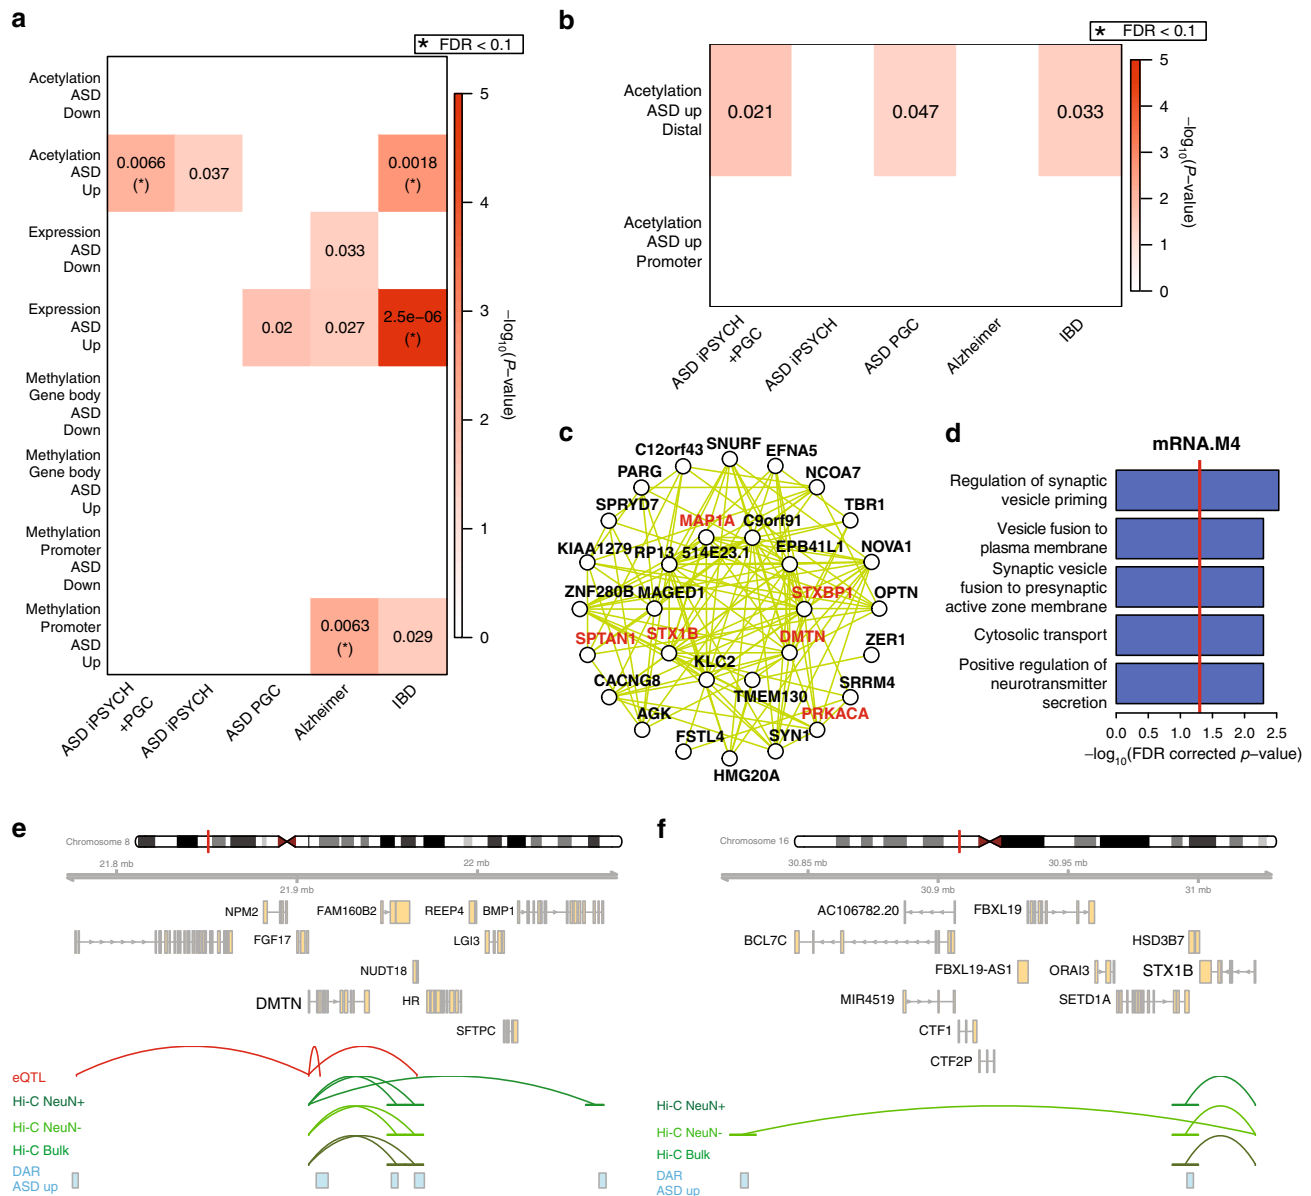 a
* FDR < 0.1
Acetylation
ASD
Down
Acetylation
ASD
Up
Expression
ASD
Down
Expression
ASD
Up
Methylation
Gene body
ASD
Down
Methylation
Gene body
ASD
Up
Methylation
Promoter
ASD
Down
Methylation
Promoter
ASD
Up
0.0066
(*)
0.037
0.0018
(*)
0.033
0.02
0.027
2.5e−06
(*)
0.0063
(*)
0.029
ASD iPSYCH
+PGC
ASD iPSYCH
ASD PGC
Alzheimer
IBD
5
4
3
2
1
0
−log10(P−value)
b
* FDR < 0.1
Acetylation
ASD up
Distal
Acetylation
ASD up
Promoter
0.021
0.047
0.033
ASD iPSYCH
+PGC
ASD iPSYCH
ASD PGC
Alzheimer
IBD
5
4
3
2
1
0
−log10(P−value)
c
SNURF
C12orf43
EFNA5
PARG
NCOA7
SPRYD7
TBR1
MAP1A
C9orf91
KIAA1279
RP13
514E23.1
EPB41L1
NOVA1
ZNF280B
MAGED1
STXBP1
OPTN
SPTAN1
STX1B
DMTN
ZER1
KLC2
CACNG8
TMEM130
SRRM4
AGK
PRKACA
FSTL4
SYN1
HMG20A
d
mRNA.M4
Regulation of synaptic
vesicle priming
Vesicle fusion to
plasma membrane
Synaptic vesicle
fusion to presynaptic
active zone membrane
Cytosolic transport
Positive regulation of
neurotransmitter
secretion
0.0 0.5 1.0 1.5 2.0 2.5
−log10(FDR corrected p−value)
e
Chromosome 8
21.8 mb
22 mb
21.9 mb
NPM2
FAM160B2
REEP4
BMP1
FGF17
LGI3
NUDT18
DMTN
HR
SFTPC
eQTL
Hi-C NeuN+
Hi-C NeuN-
Hi-C Bulk
DAR
ASD up
f
Chromosome 16
30.85 mb
30.95 mb
30.9 mb
31 mb
AC106782.20
FBXL19
BCL7C
HSD3B7
FBXL19-AS1
ORAI3
STX1B
MIR4519
SETD1A
CTF1
CTF2P
Hi-C NeuN+
Hi-C NeuN-
Hi-C Bulk
DAR
ASD up